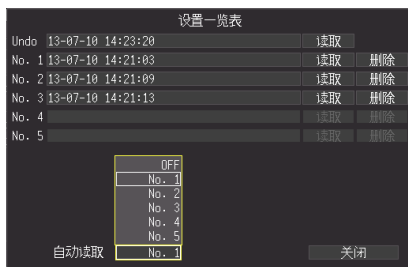 设置一览表
Undo 13-07-10 14:23:20 读取
No. 1 13-07-10 14:21:03 读取 删除
No. 2 13-07-10 14:21:09 读取 删除
No. 3 13-07-10 14:21:13 读取 删除
No. 4 读取 删除
No. 5 读取 删除
OFF
No. 1
No. 2
No. 3
No. 4
No. 5
自动读取 No. 1 关闭